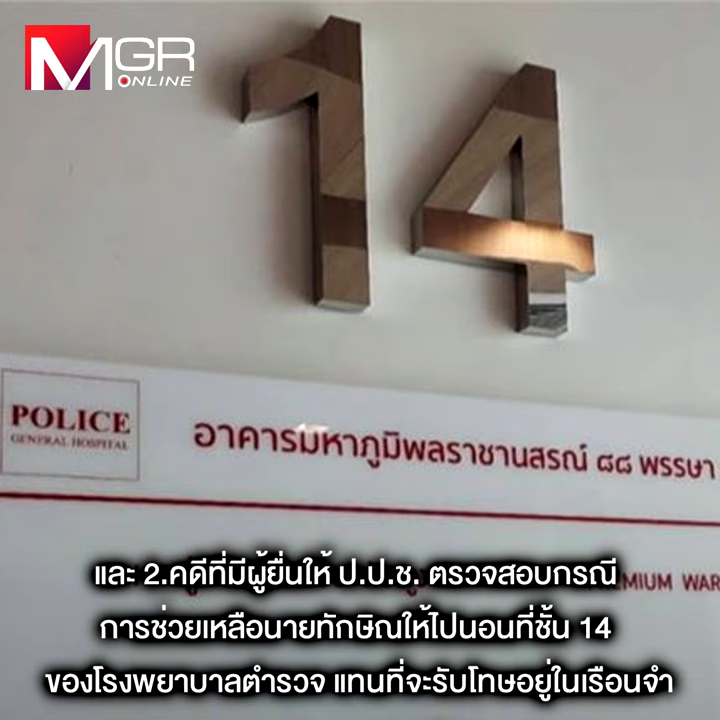 MGR
ONLINE
14
POLICE
GENERAL HOSPITAL
อาคารมหาภูมิพลราชานุสรณ์ ๘๘ พรรษา
และ 2.คดีที่มีผู้ยื่นให้ ป.ป.ช. ตรวจสอบกรณี
การช่วยเหลือนายทักษิณให้ไปนอนที่ชั้น 14
ของโรงพยาบาลตำรวจ แทนที่จะรับโทษอยู่ในเรือนจำ